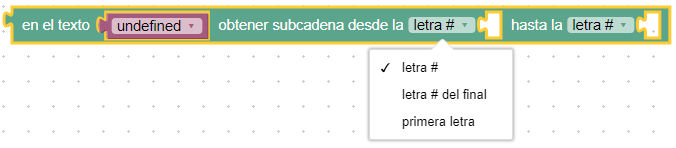 en el texto undefined obtener subcadena desde la letra # hasta la letra #
letra #
letra # del final
primera letra